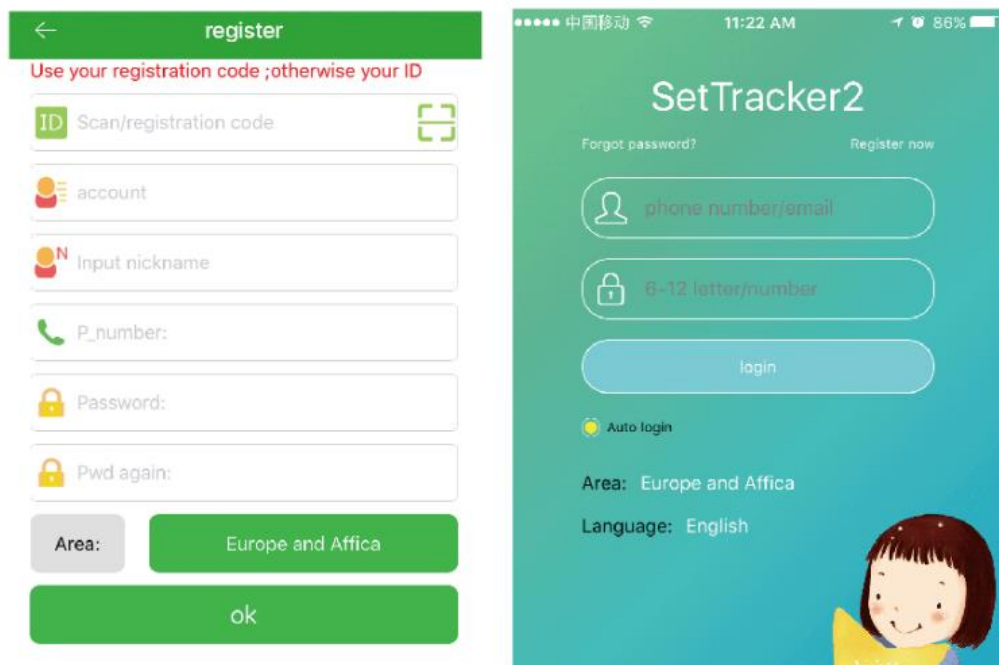 register
Use your registration code ;otherwise your ID
ID Scan/registration code
account
N Input nickname
P_number:
Password:
Pwd again:
Area: Europe and Affica
ok
中国移动 11:22 AM 86%
SetTracker2
Forgot password? Register now
phone number/email
6-12 letter/number
login
Auto login
Area: Europe and Affica
Language: English